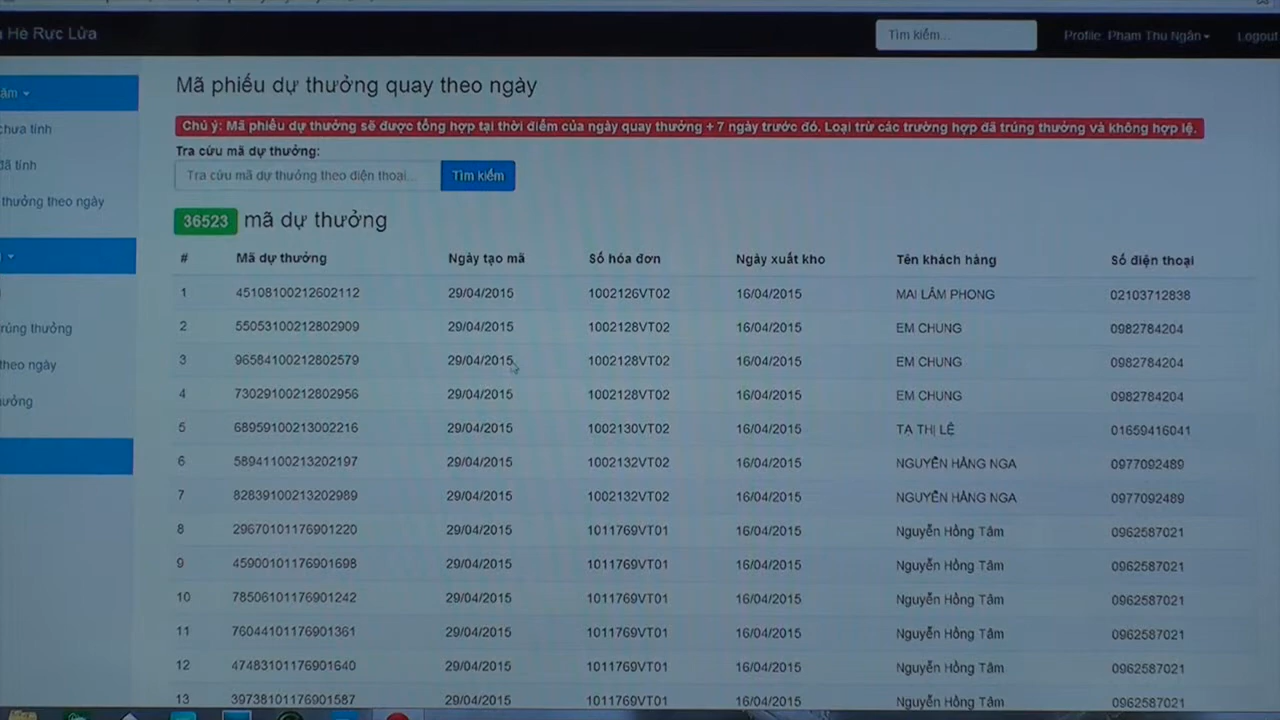 Hè Rực Lửa
Tìm kiếm...
Profile: Phạm Thu Ngân
Logout
chưa tính
đã tính
thưởng theo ngày
trúng thưởng
theo ngày
Mã phiếu dự thưởng quay theo ngày
Chú ý: Mã phiếu dự thưởng sẽ được tổng hợp tại thời điểm của ngày quay thưởng + 7 ngày trước đó. Loại trừ các trường hợp đã trúng thưởng và không hợp lệ.
Tra cứu mã dự thưởng:
Tra cứu mã dự thưởng theo điện thoại... Tìm kiếm
36523 mã dự thưởng
# Mã dự thưởng Ngày tạo mã Số hóa đơn Ngày xuất kho Tên khách hàng Số điện thoại
1 45108100212602112 29/04/2015 1002126VT02 16/04/2015 MAI LÂM PHONG 02103712838
2 55053100212802909 29/04/2015 1002128VT02 16/04/2015 EM CHUNG 0982784204
3 96584100212802579 29/04/2015 1002128VT02 16/04/2015 EM CHUNG 0982784204
4 73029100212802956 29/04/2015 1002128VT02 16/04/2015 EM CHUNG 0982784204
5 68959100213002216 29/04/2015 1002130VT02 16/04/2015 TẠ THỊ LỆ 01659416041
6 58941100213202197 29/04/2015 1002132VT02 16/04/2015 NGUYỄN HẰNG NGA 0977092489
7 82839100213202989 29/04/2015 1002132VT02 16/04/2015 NGUYỄN HẰNG NGA 0977092489
8 29670101176901220 29/04/2015 1011769VT01 16/04/2015 Nguyễn Hồng Tâm 0962587021
9 45900101176901698 29/04/2015 1011769VT01 16/04/2015 Nguyễn Hồng Tâm 0962587021
10 78506101176901242 29/04/2015 1011769VT01 16/04/2015 Nguyễn Hồng Tâm 0962587021
11 76044101176901361 29/04/2015 1011769VT01 16/04/2015 Nguyễn Hồng Tâm 0962587021
12 47483101176901640 29/04/2015 1011769VT01 16/04/2015 Nguyễn Hồng Tâm 0962587021
13 39738101176901587 29/04/2015 1011769VT01 16/04/2015 Nguyễn Hồng Tâm 0962587021